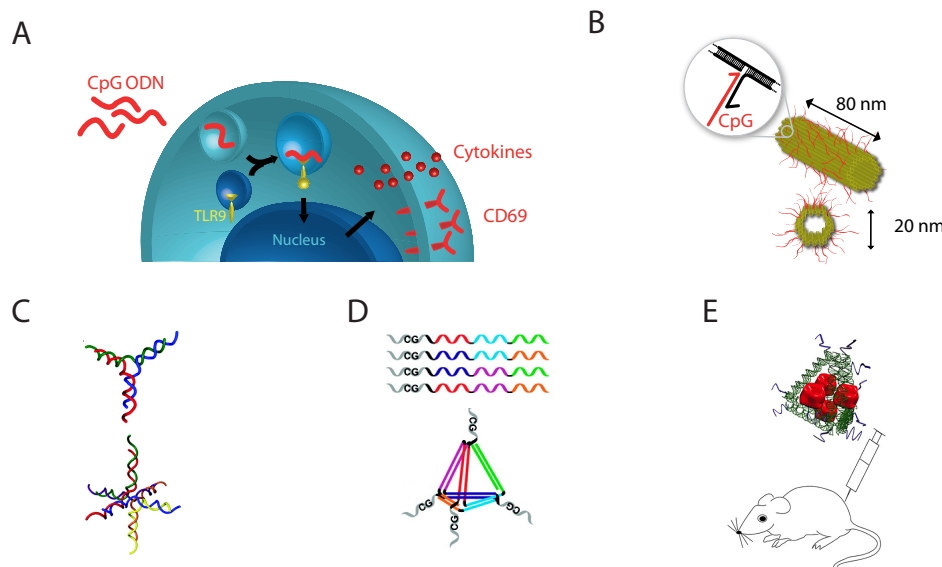 A
CpG ODN
TLR9
Nucleus
Cytokines
CD69
B
CpG
80 nm
20 nm
C
D
CG
CG
CG
CG
CG
CG
CG
CG
E